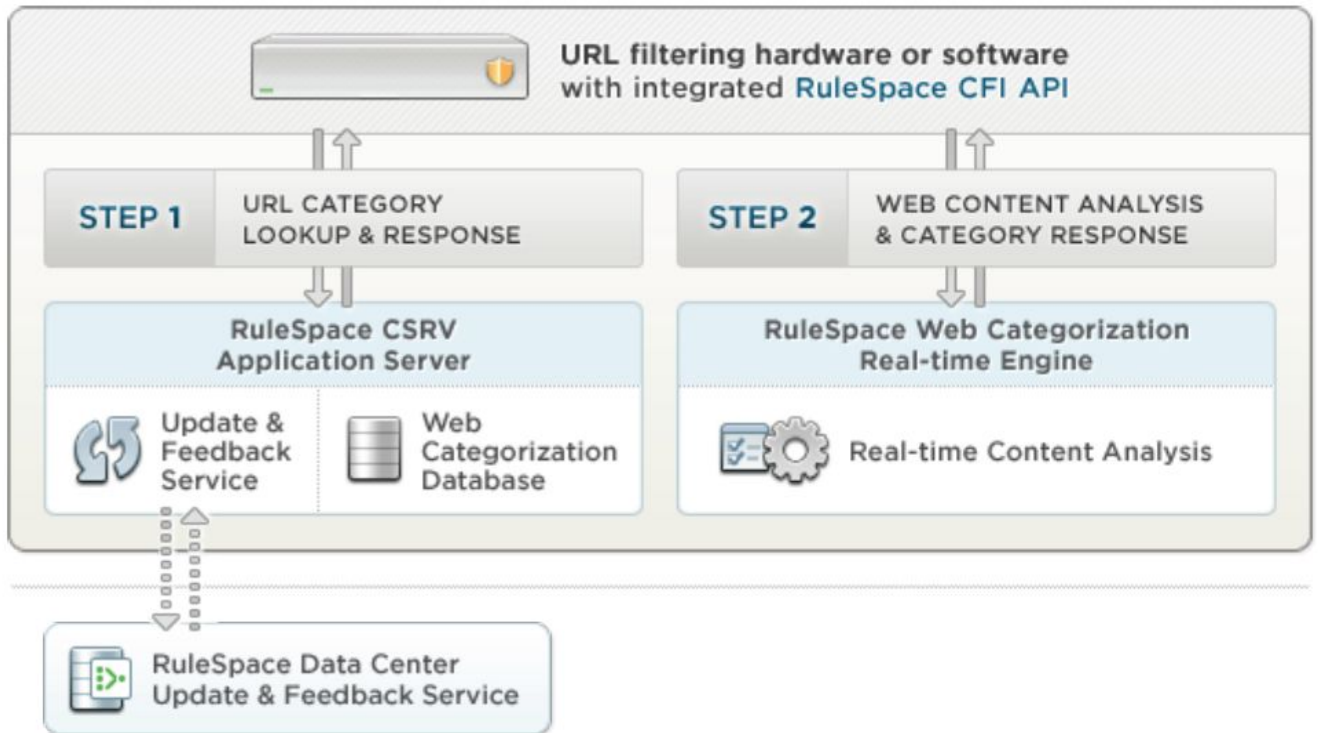 URL filtering hardware or software
with integrated RuleSpace CFI API
STEP 1
URL CATEGORY
LOOKUP & RESPONSE
STEP 2
WEB CONTENT ANALYSIS
& CATEGORY RESPONSE
RuleSpace CSRV
Application Server
Update &
Feedback
Service
Web
Categorization
Database
RuleSpace Web Categorization
Real-time Engine
Real-time Content Analysis
RuleSpace Data Center
Update & Feedback Service